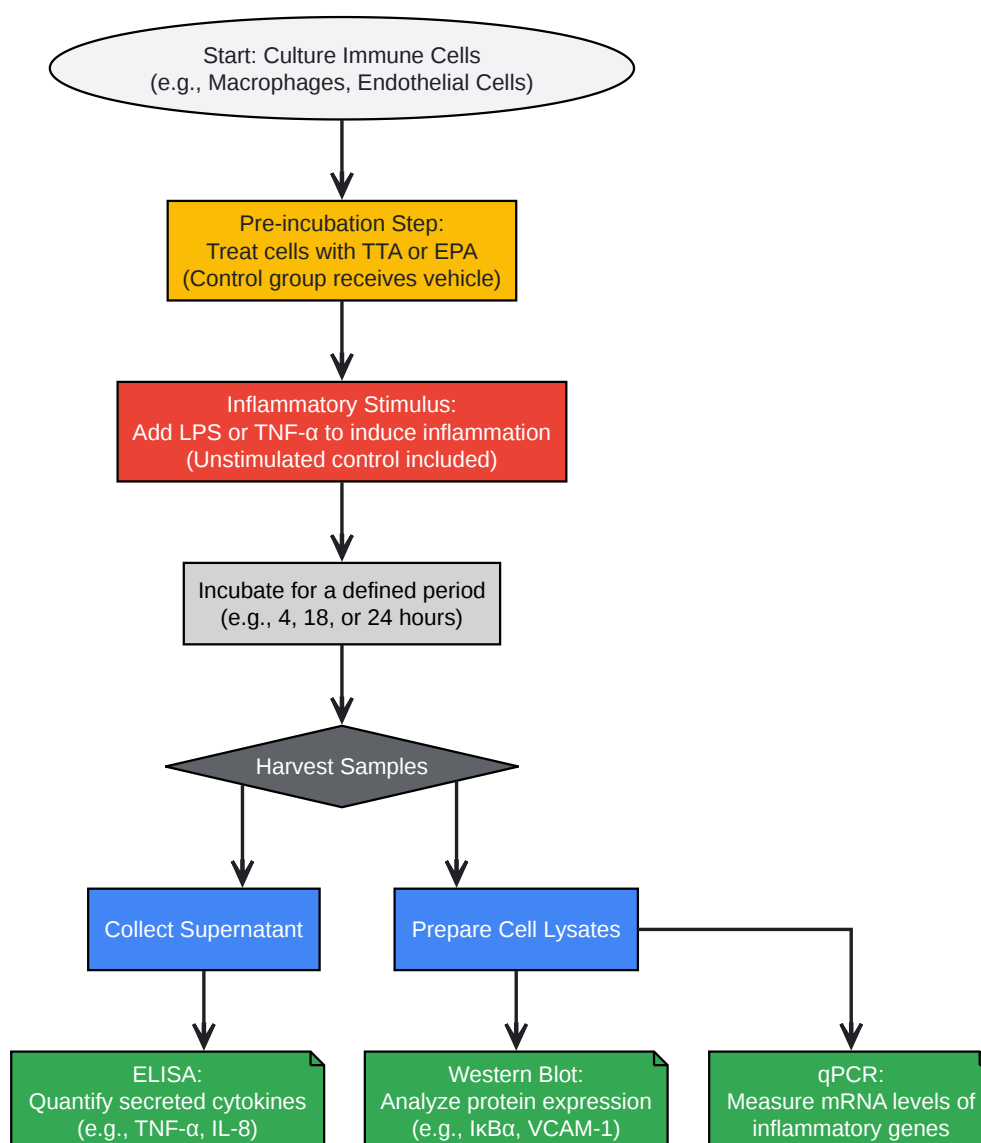 Start: Culture Immune Cells
(e.g., Macrophages, Endothelial Cells)
Pre-incubation Step:
Treat cells with TTA or EPA
(Control group receives vehicle)
Inflammatory Stimulus:
Add LPS or TNF-α to induce inflammation
(Unstimulated control included)
Incubate for a defined period
(e.g., 4, 18, or 24 hours)
Harvest Samples
Collect Supernatant
Prepare Cell Lysates
ELISA:
Quantify secreted cytokines
(e.g., TNF-α, IL-8)
Western Blot:
Analyze protein expression
(e.g., IκBα, VCAM-1)
qPCR:
Measure mRNA levels of
inflammatory genes